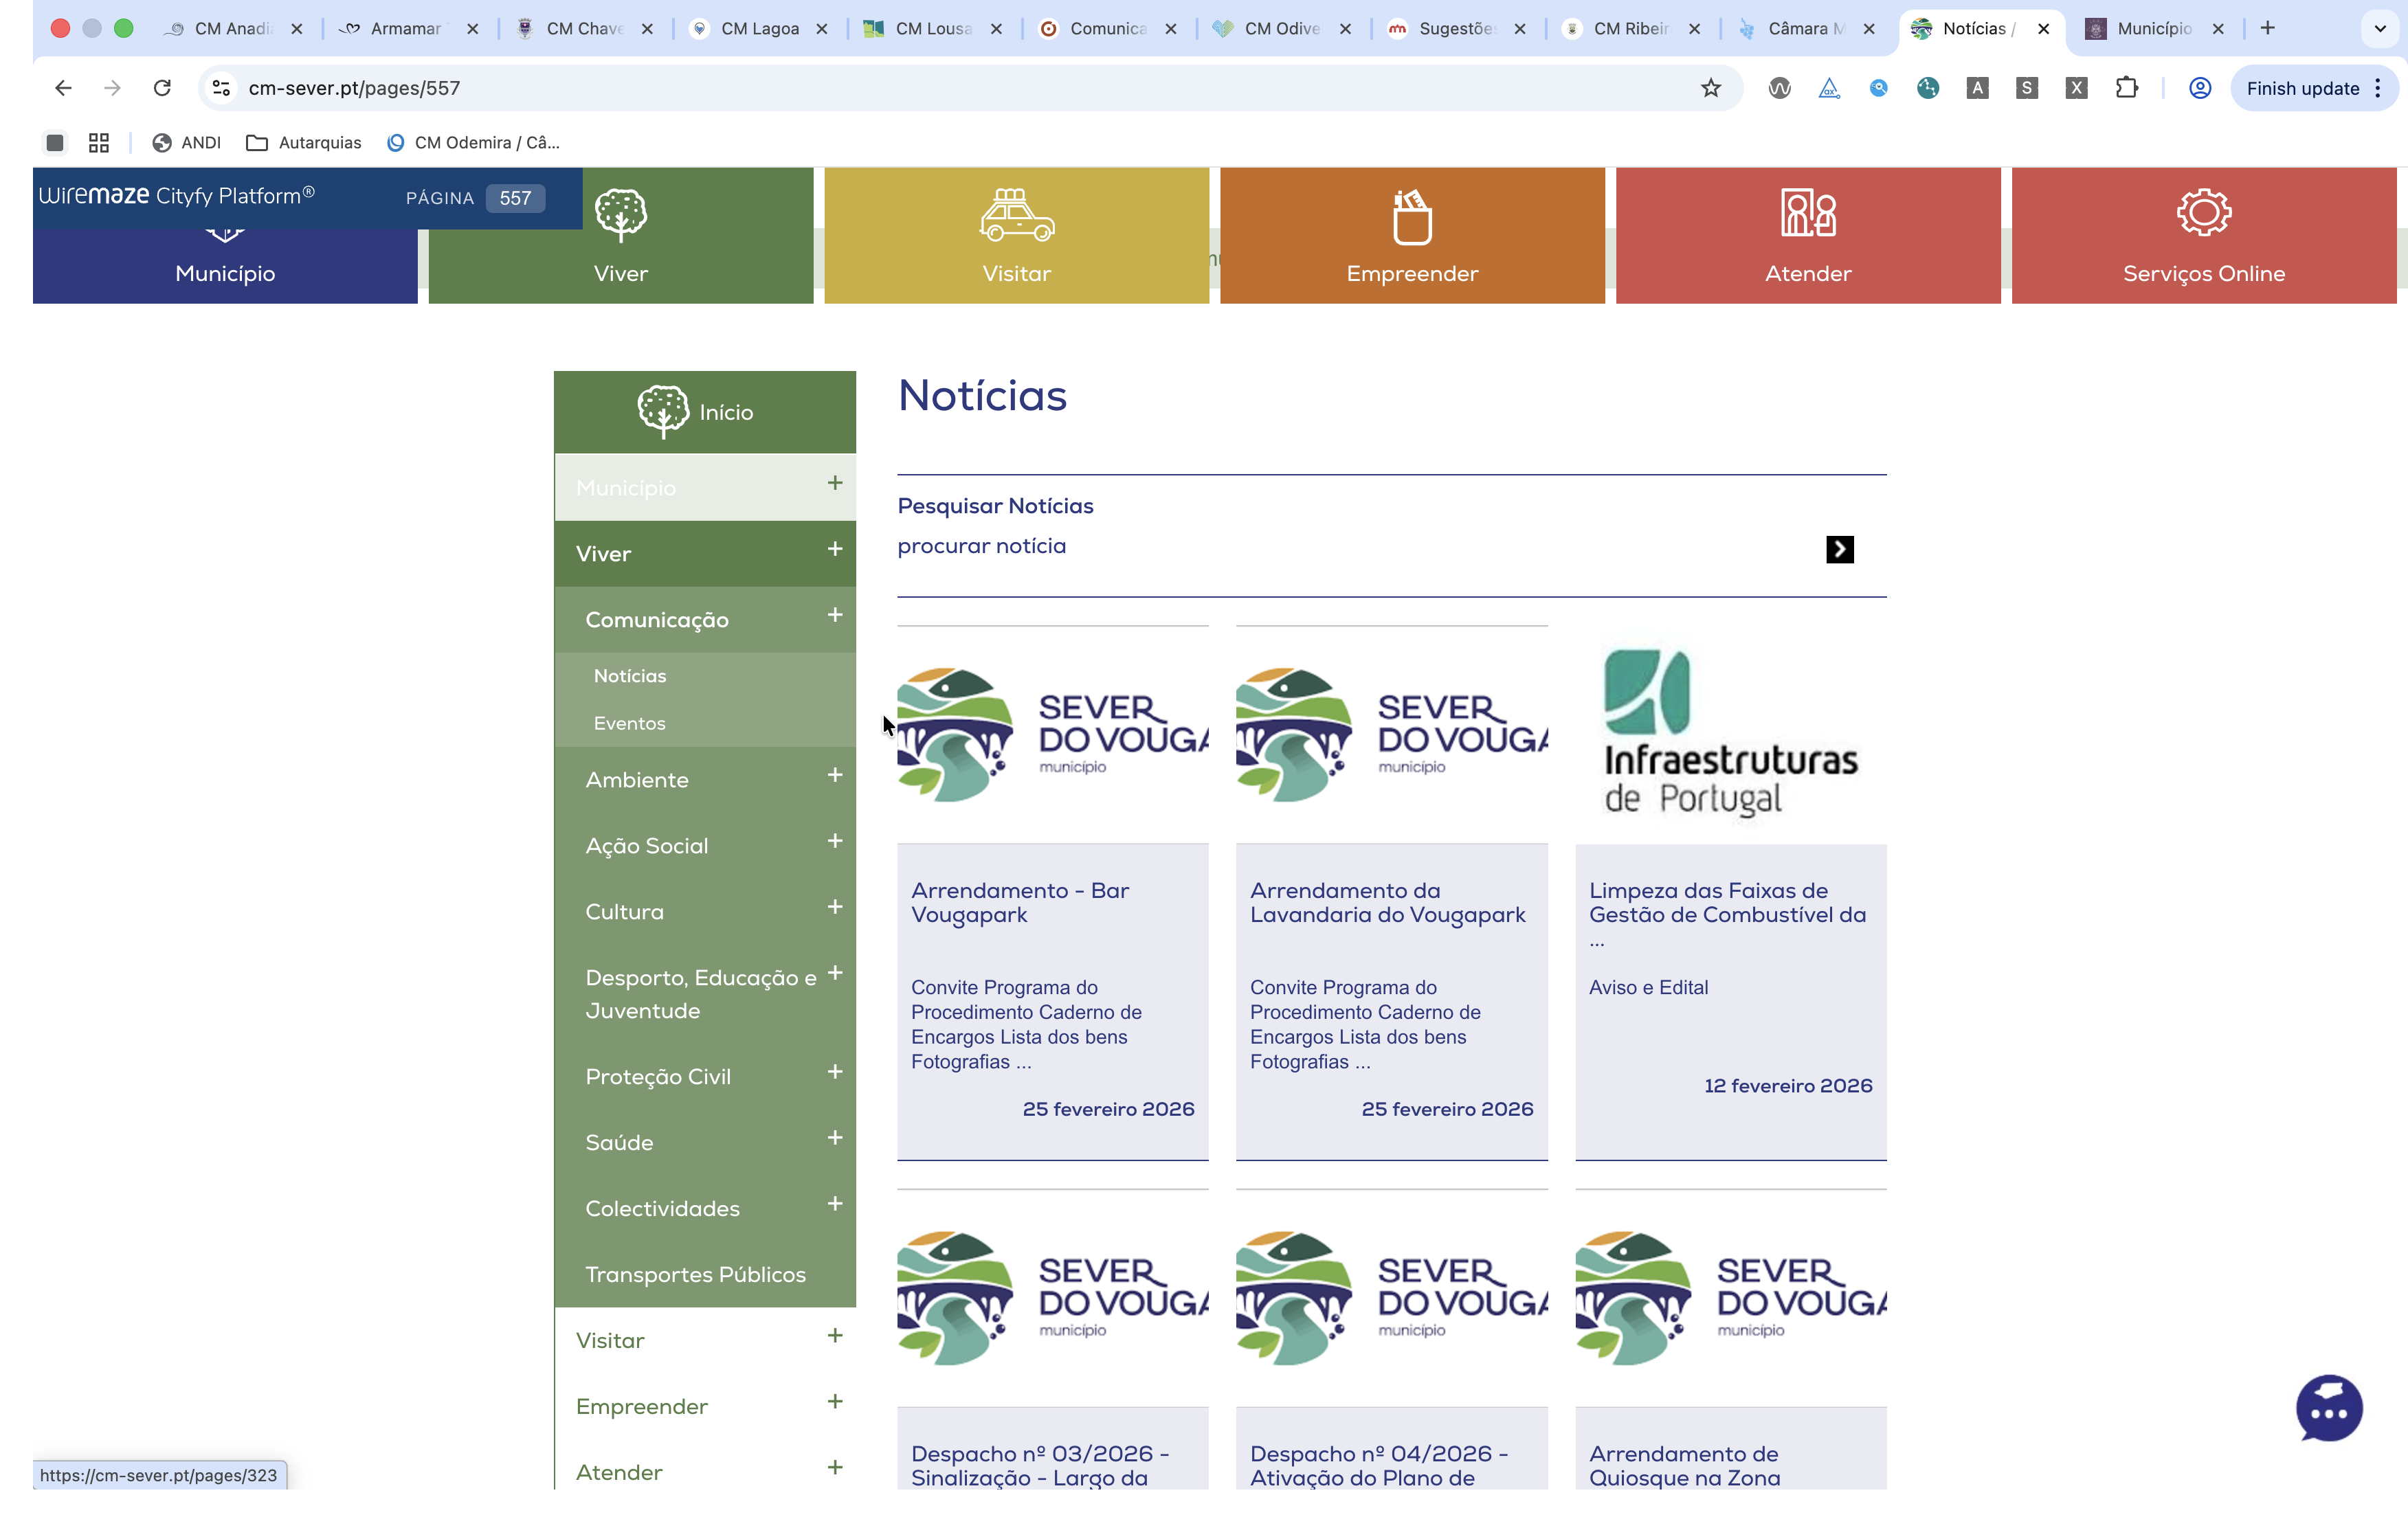 CM Anadi
Armamar
CM Chave
CM Lagoa
CM Lousa
Comunica
CM Odive
Sugestões
CM Ribeir
Câmara M
Notícias /
Município
cm-sever.pt/pages/557
Finish update
ANDI
Autarquias
CM Odemira / Câ...
wiremaze Cityfy Platform®
PÁGINA 557
Município
Viver
Visitar
Empreender
Atender
Serviços Online
Início
Município
Viver
Comunicação
Notícias
Eventos
Ambiente
Ação Social
Cultura
Desporto, Educação e
Juventude
Proteção Civil
Saúde
Colectividades
Transportes Públicos
Visitar
Empreender
Atender
Notícias
Pesquisar Notícias
procurar notícia
SEVER
DO VOUGA
município
Arrendamento - Bar
Vougapark
Convite Programa do
Procedimento Caderno de
Encargos Lista dos bens
Fotografias ...
25 fevereiro 2026
SEVER
DO VOUGA
município
Arrendamento da
Lavandaria do Vougapark
Convite Programa do
Procedimento Caderno de
Encargos Lista dos bens
Fotografias ...
25 fevereiro 2026
Infraestruturas
de Portugal
Limpeza das Faixas de
Gestão de Combustível da
...
Aviso e Edital
12 fevereiro 2026
SEVER
DO VOUGA
município
Despacho nº 03/2026 -
Sinalização - Largo da
SEVER
DO VOUGA
município
Despacho nº 04/2026 -
Ativação do Plano de
SEVER
DO VOUGA
município
Arrendamento de
Quiosque na Zona
https://cm-sever.pt/pages/323